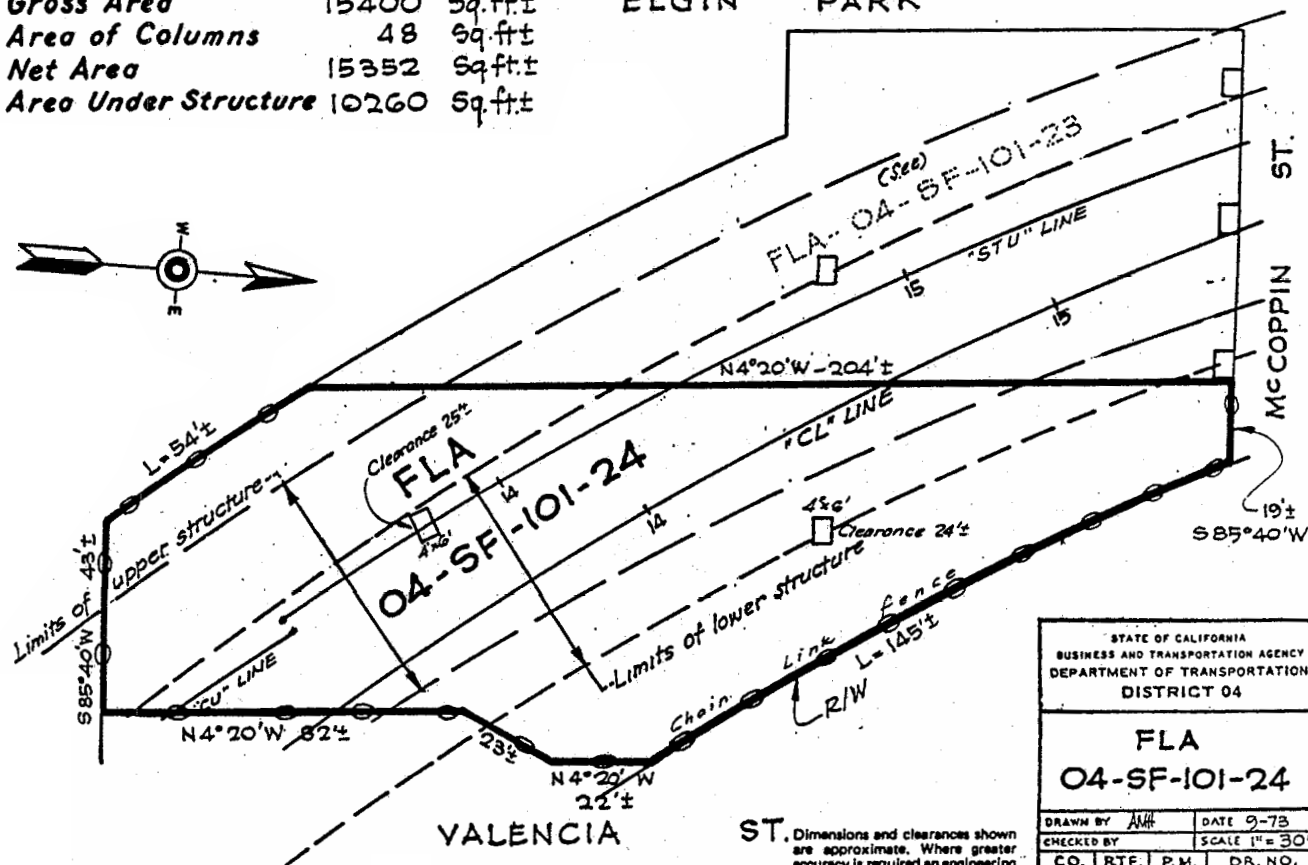 Gross Area 15400 Sq.ft.±
Area of Columns 48 Sq.ft±
Net Area 15352 Sq.ft.±
Area Under Structure 10260 Sq.ft.±
ELGIN PARK
W
E
(See)
FLA-04-SF-101-23
"STU" LINE
15
15
ST.
McCOPPIN
N4°20'W-204'±
"CL" LINE
L=54'±
Clearance 25'±
FLA
04-SF-101-24
4'x6'
14
14
4'x6'
Clearance 24'±
19'±
S85°40'W
Limits of upper structure
S85°40'W 43'±
"CU" LINE
Limits of lower structure
Chain Link fence
L=145'±
R/W
N4°20'W 82'±
23'±
N4°20'W
22'±
VALENCIA ST.
Dimensions and clearances shown
are approximate. Where greater
accuracy is required an engineering
STATE OF CALIFORNIA
BUSINESS AND TRANSPORTATION AGENCY
DEPARTMENT OF TRANSPORTATION
DISTRICT 04
FLA
04-SF-101-24
DRAWN BY DATE 9-73
CHECKED BY SCALE 1"=30'
CO. RTE. P.M. DR. NO.